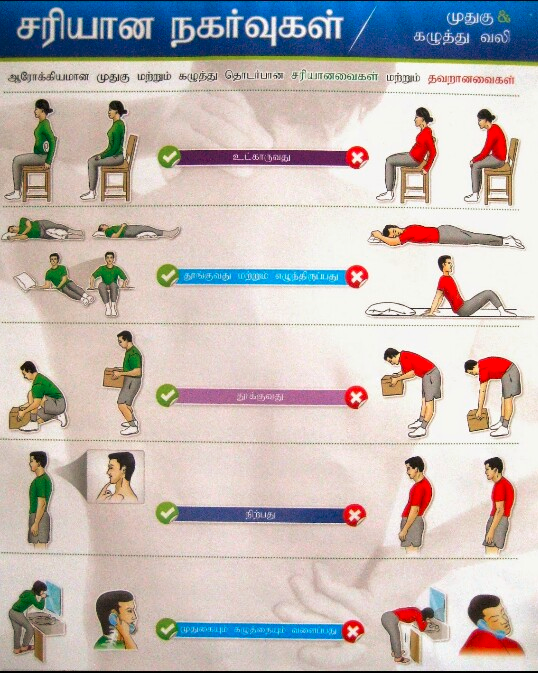 சரியான நகர்வுகள்
முதுகு &
கழுத்து வலி
ஆரோக்கியமான முதுகு மற்றும் கழுத்து தொடர்பான சரியானவைகள் மற்றும் தவறானவைகள்
உட்காருவது
தூங்குவது மற்றும் எழுந்திருப்பது
தூக்குவது
நிற்பது
முதுகையும் கழுத்தையும் வளைப்பது